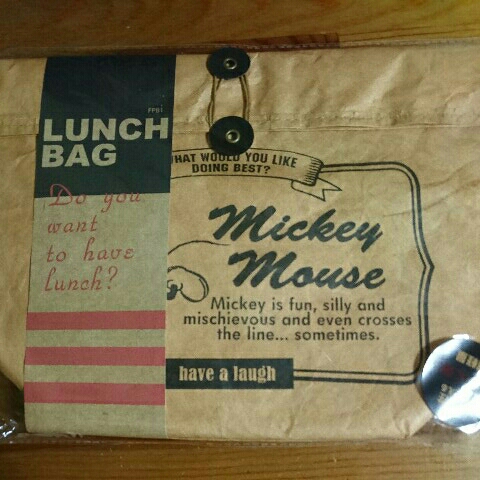 FPB1
LUNCH
BAG
Do you
want
to have
lunch?
HAT WOULD YOU LIKE
DOING BEST?
Mickey
Mouse
Mickey is fun, silly and
mischievous and even crosses
the line... sometimes.
have a laugh